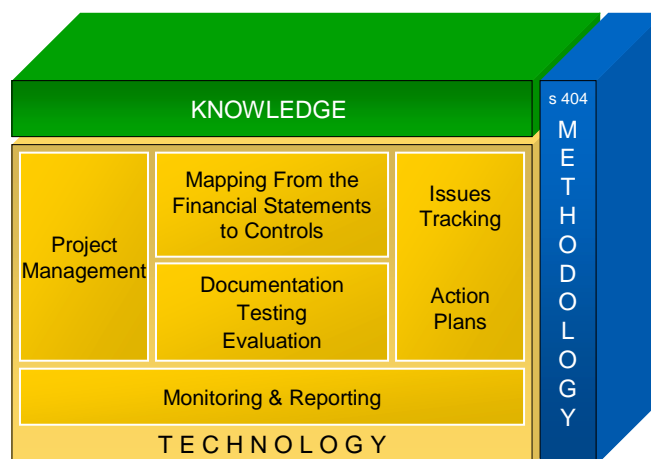 KNOWLEDGE
s 404
METHODOLOGY
Project
Management
Mapping From the
Financial Statements
to Controls
Documentation
Testing
Evaluation
Issues
Tracking
Action
Plans
Monitoring & Reporting
TECHNOLOGY